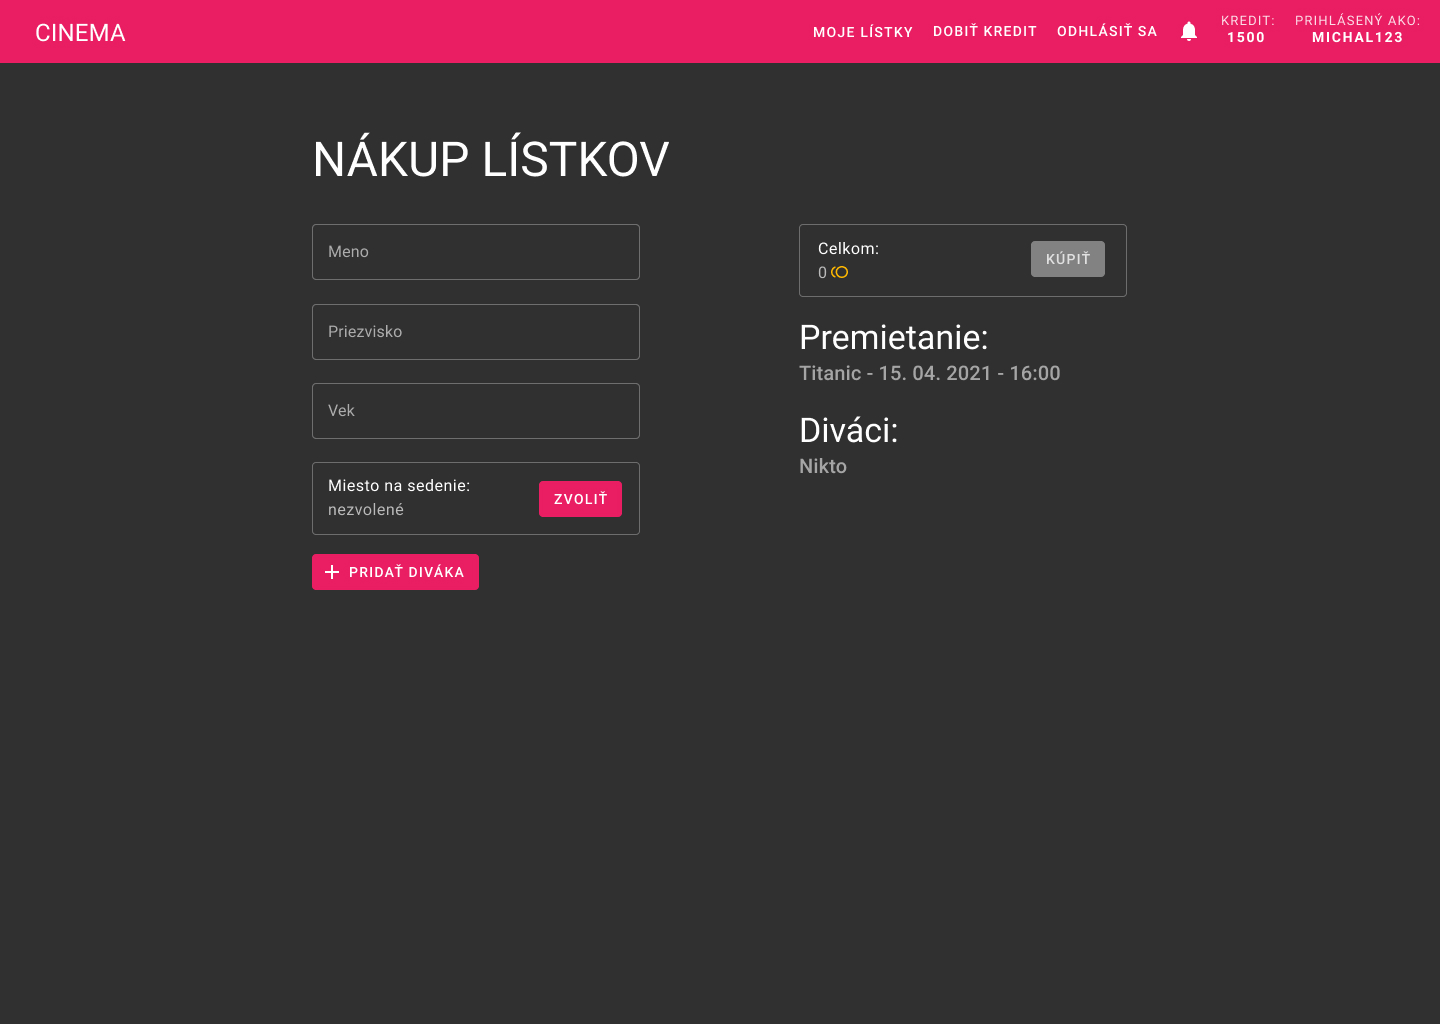 CINEMA
MOJE LÍSTKY
DOBIŤ KREDIT
ODHLÁSIŤ SA
KREDIT:
1500
PRIHLÁSENÝ AKO:
MICHAL123
NÁKUP LÍSTKOV
Meno
Priezvisko
Vek
Miesto na sedenie:
nezvolené
ZVOLIŤ
PRIDAŤ DIVÁKA
Celkom:
0
KÚPIŤ
Premietanie:
Titanic - 15. 04. 2021 - 16:00
Diváci:
Nikto